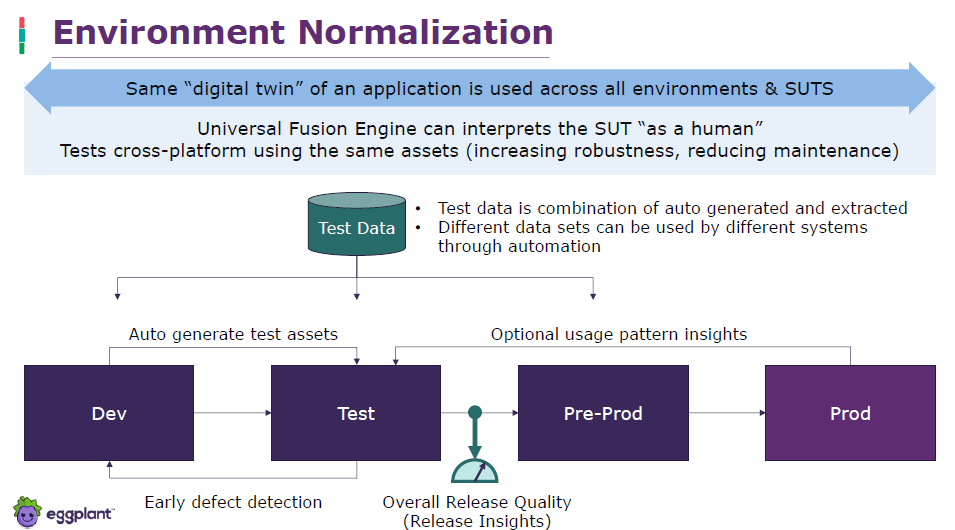 Environment Normalization
Same “digital twin” of an application is used across all environments & SUTS
Universal Fusion Engine can interprets the SUT “as a human”
Tests cross-platform using the same assets (increasing robustness, reducing maintenance)
Test Data
• Test data is combination of auto generated and extracted
• Different data sets can be used by different systems
through automation
Auto generate test assets
Optional usage pattern insights
Dev
Test
Pre-Prod
Prod
Early defect detection
Overall Release Quality
(Release Insights)
eggplant™